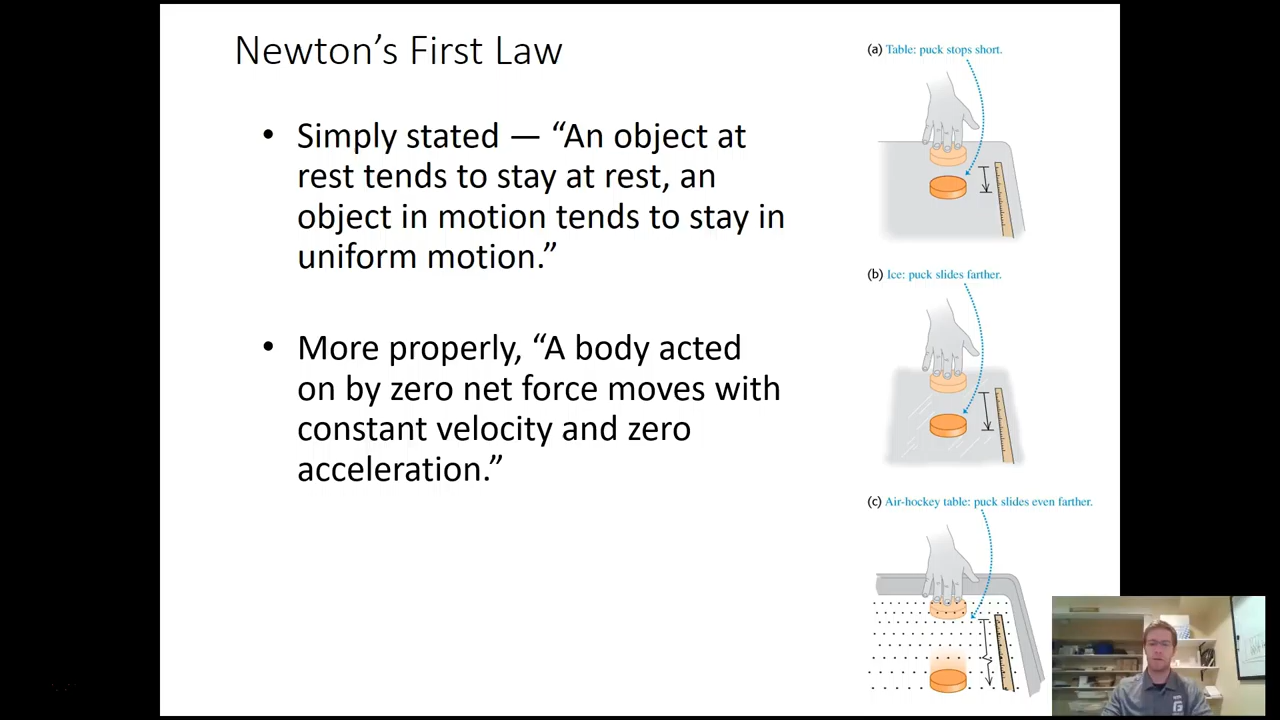 Newton’s First Law
• Simply stated — “An object at
rest tends to stay at rest, an
object in motion tends to stay in
uniform motion.”
• More properly, “A body acted
on by zero net force moves with
constant velocity and zero
acceleration.”
(a) Table: puck stops short.
(b) Ice: puck slides farther.
(c) Air-hockey table: puck slides even farther.